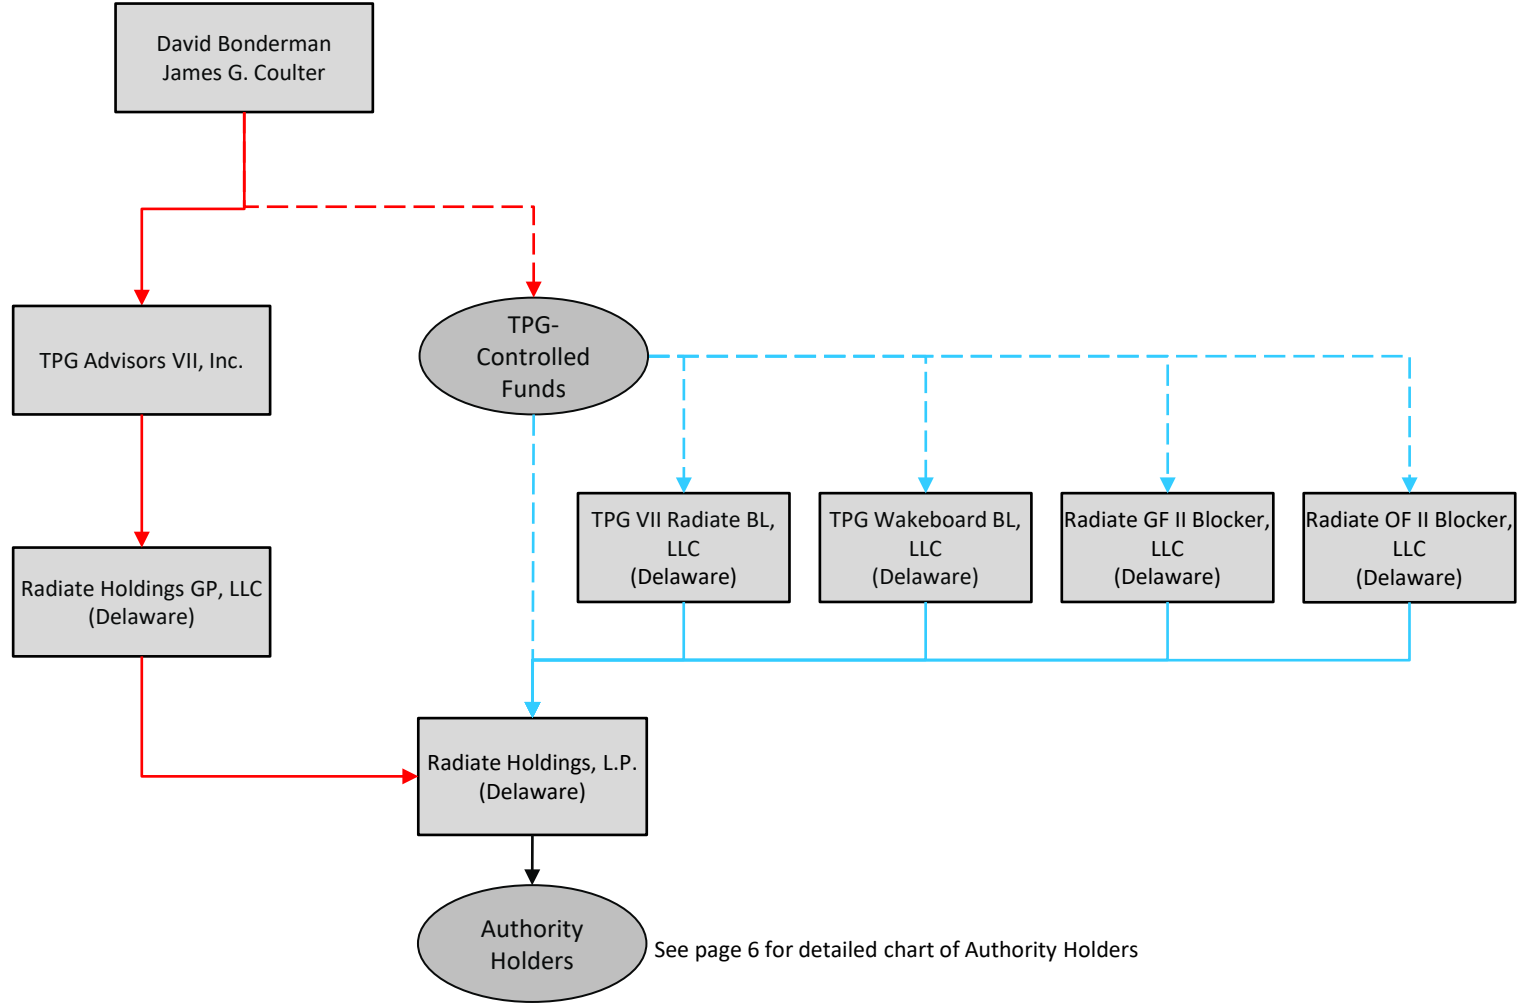 David Bonderman
James G. Coulter
TPG Advisors VII, Inc.
TPG-
Controlled
Funds
TPG VII Radiate BL,
LLC
(Delaware)
TPG Wakeboard BL,
LLC
(Delaware)
Radiate GF II Blocker,
LLC
(Delaware)
Radiate OF II Blocker,
LLC
(Delaware)
Radiate Holdings GP, LLC
(Delaware)
Radiate Holdings, L.P.
(Delaware)
Authority
Holders
See page 6 for detailed chart of Authority Holders